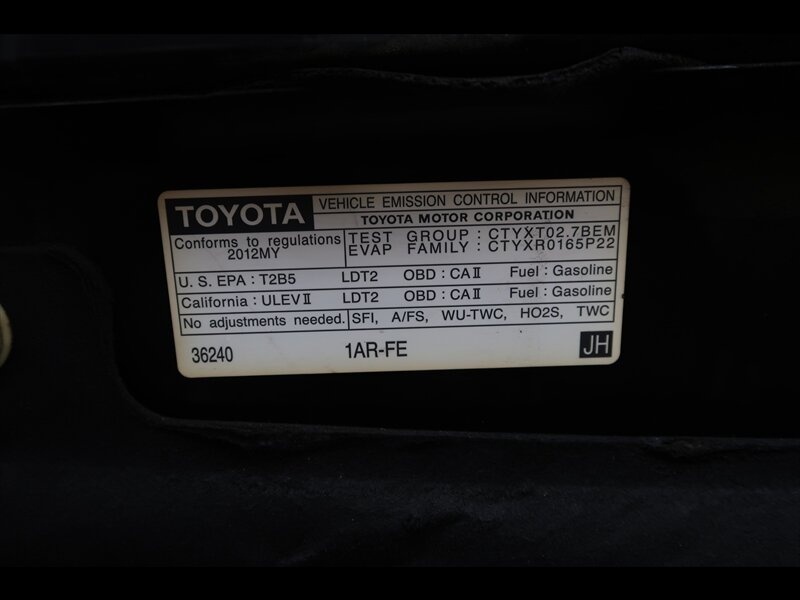 TOYOTA VEHICLE EMISSION CONTROL INFORMATION
TOYOTA MOTOR CORPORATION
Conforms to regulations
2012MY
TEST GROUP : CTYXT02.7BEM
EVAP FAMILY : CTYXR0165P22
U. S. EPA : T2B5 LDT2 OBD : CAⅡ Fuel : Gasoline
California : ULEVⅡ LDT2 OBD : CAⅡ Fuel : Gasoline
No adjustments needed. SFI, A/FS, WU-TWC, HO2S, TWC
36240 1AR-FE JH